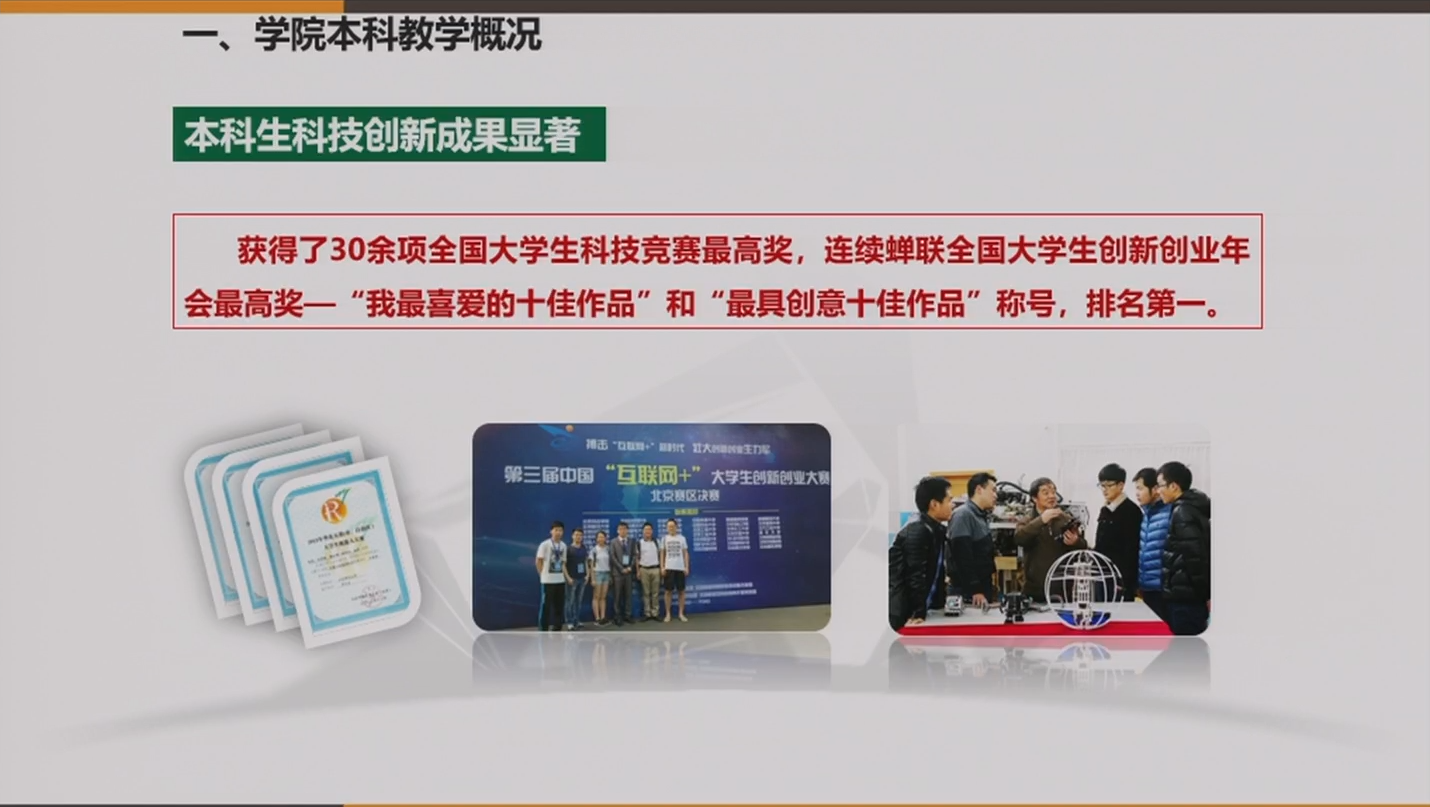 一、学院本科教学概况
本科生科技创新成果显著
获得了30余项全国大学生科技竞赛最高奖，连续蝉联全国大学生创新创业年
会最高奖—“我最喜爱的十佳作品”和“最具创意十佳作品”称号，排名第一。
R
搏击“互联网+”新时代 壮大创新创业生力军
第三届中国“互联网+”大学生创新创业大赛
北京赛区决赛